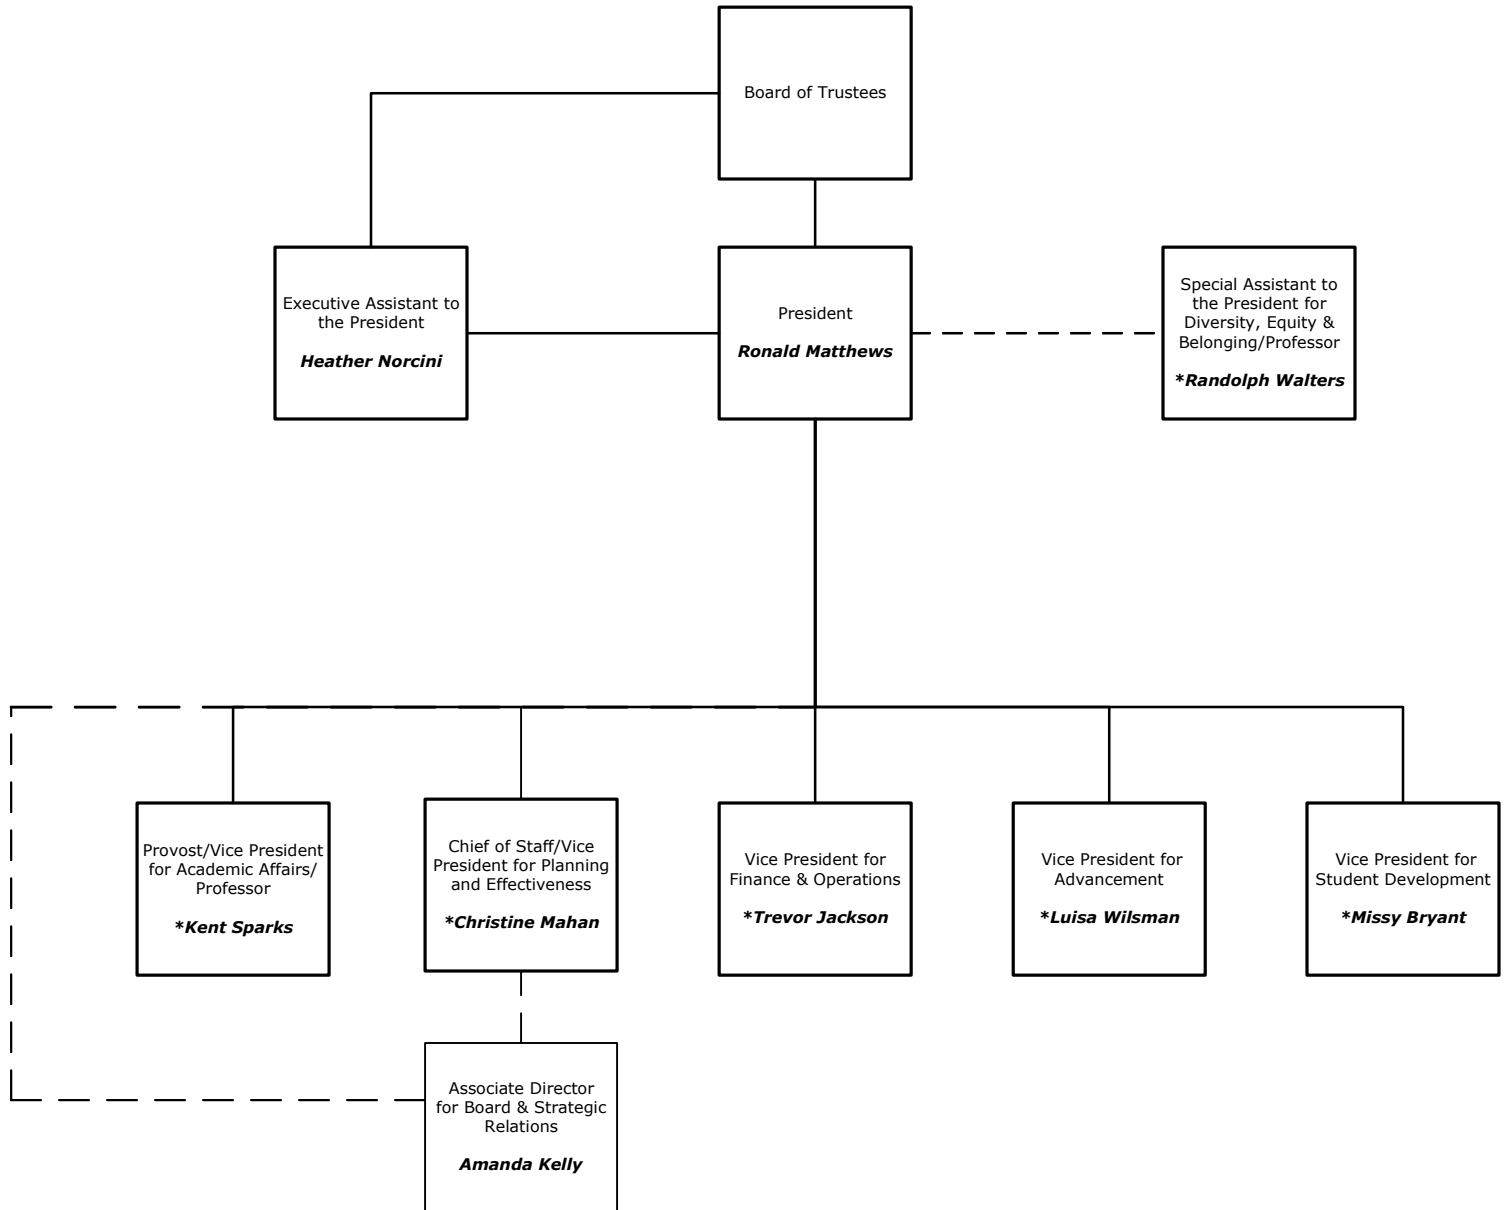 Board of Trustees
Executive Assistant to
the President
Heather Norcini
President
Ronald Matthews
Special Assistant to
the President for
Diversity, Equity &
Belonging/Professor
*Randolph Walters
Provost/Vice President
for Academic Affairs/
Professor
*Kent Sparks
Chief of Staff/Vice
President for Planning
and Effectiveness
*Christine Mahan
Vice President for
Finance & Operations
*Trevor Jackson
Vice President for
Advancement
*Luisa Wilsman
Vice President for
Student Development
*Missy Bryant
Associate Director
for Board & Strategic
Relations
Amanda Kelly